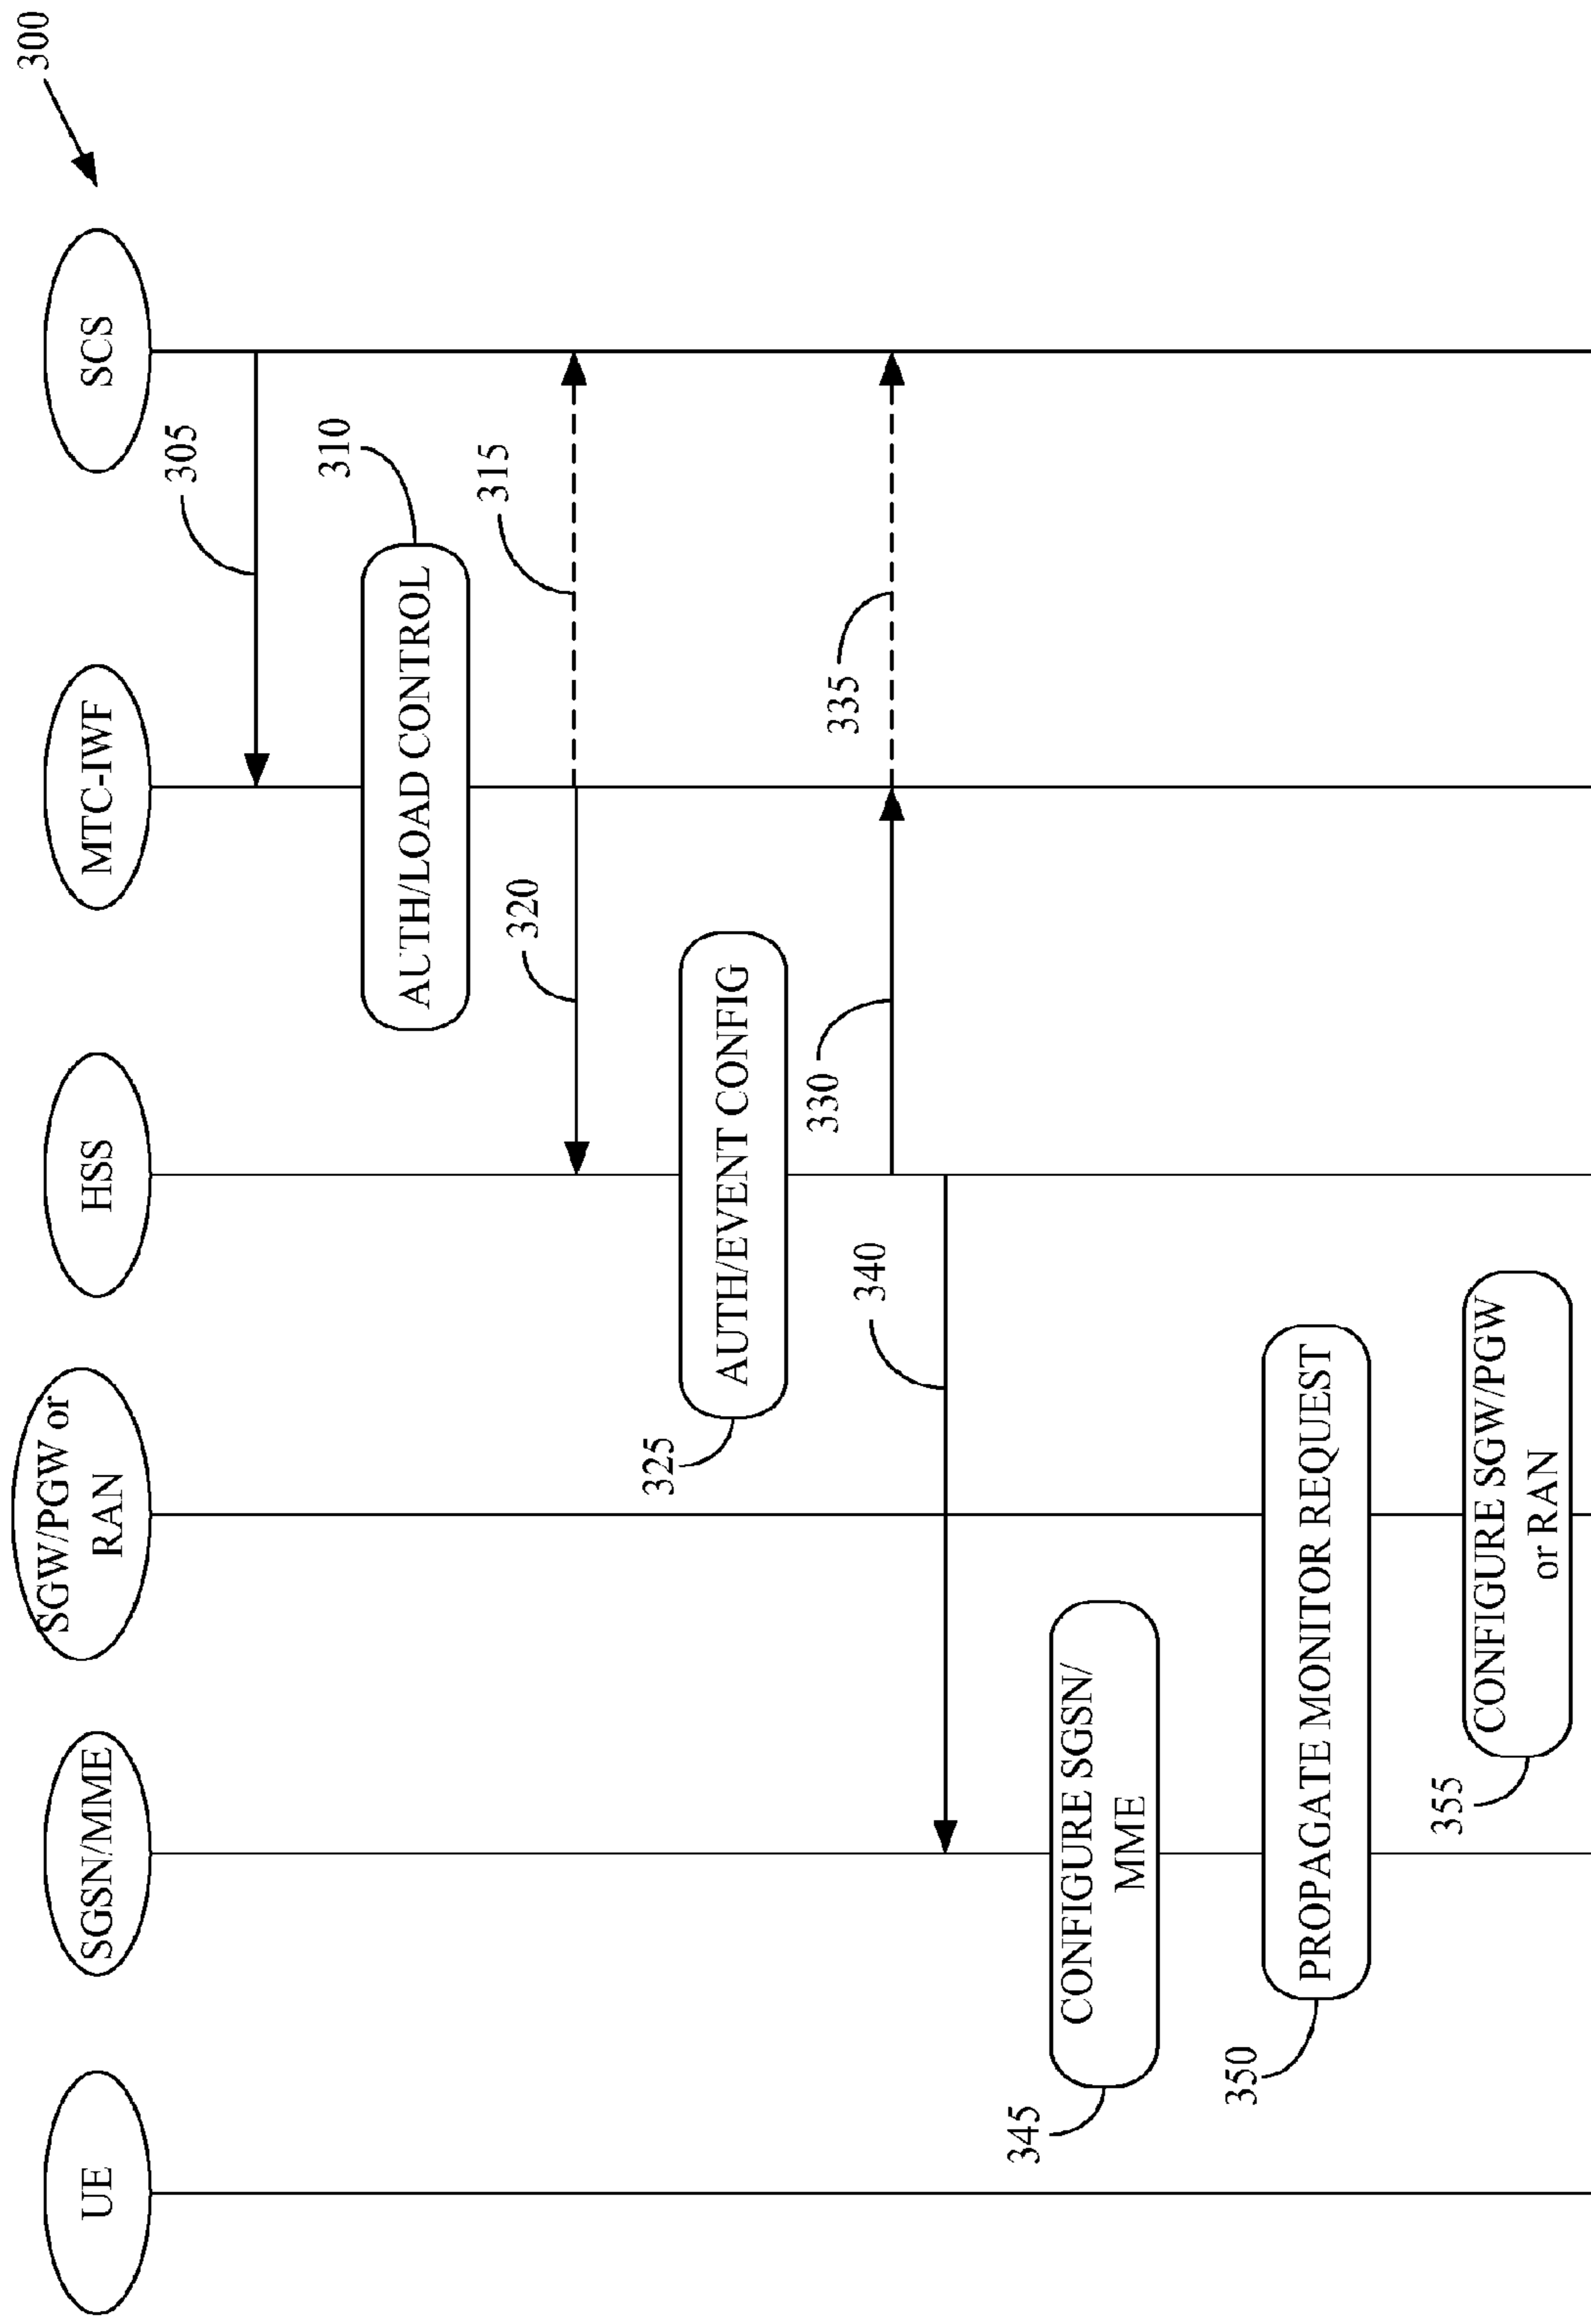 300
UE
SGSN/MME
SGW/PGW or
RAN
HSS
MTC-IWF
SCS
305
310
AUTH/LOAD CONTROL
315
320
325
AUTH/EVENT CONFIG
330
335
340
345
CONFIGURE SGSN/
MME
350
PROPAGATE MONITOR REQUEST
355
CONFIGURE SGW/PGW
or RAN